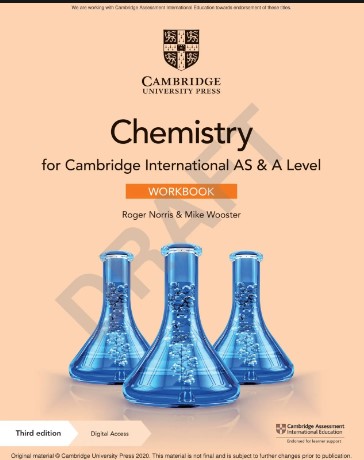 We are working with Cambridge Assessment International Education towards endorsement of these titles.
CAMBRIDGE
UNIVERSITY PRESS
Chemistry
for Cambridge International AS & A Level
WORKBOOK
Roger Norris & Mike Wooster
DRAFT
Third edition
Digital Access
Cambridge Assessment
International Education
Endorsed for learner support
Original material © Cambridge University Press 2020. This material is not final and is subject to further changes prior to publication.